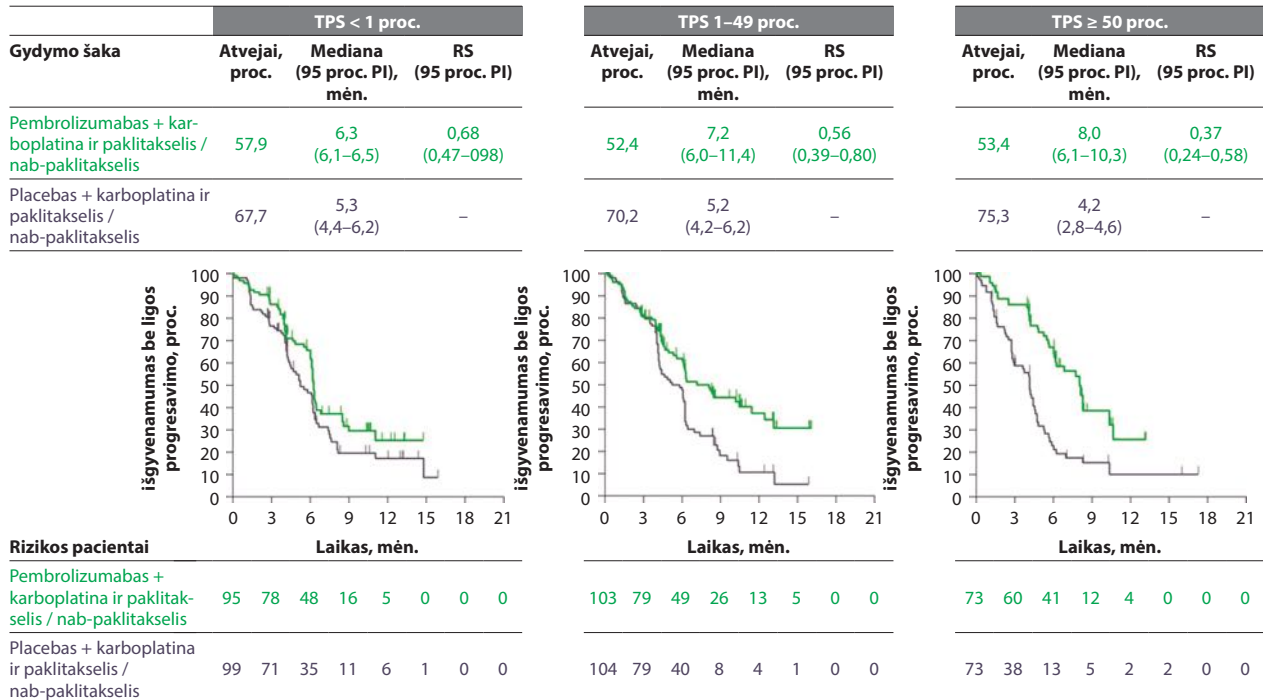 TPS < 1 proc. TPS 1–49 proc. TPS ≥ 50 proc.
Gydymo šaka Atvejai, Mediana RS Atvejai, Mediana RS Atvejai, Mediana RS
proc. (95 proc. PI), (95 proc. PI) proc. (95 proc. PI), (95 proc. PI) proc. (95 proc. PI), (95 proc. PI)
mėn. mėn. mėn.
Pembrolizumabas + kar-
boplatina ir paklitakselis /
nab-paklitakselis
57,9 6,3 0,68 52,4 7,2 0,56 53,4 8,0 0,37
(6,1–6,5) (0,47–098) (6,0–11,4) (0,39–0,80) (6,1–10,3) (0,24–0,58)
Placebas + karboplatina ir
paklitakselis /
nab-paklitakselis
67,7 5,3 – 70,2 5,2 – 75,3 4,2 –
(4,4–6,2) (4,2–6,2) (2,8–4,6)
išgyvenamumas be ligos
progresavimo, proc.
100
90
80
70
60
50
40
30
20
10
0
0 3 6 9 12 15 18 21
Laikas, mėn.
išgyvenamumas be ligos
progresavimo, proc.
100
90
80
70
60
50
40
30
20
10
0
0 3 6 9 12 15 18 21
Laikas, mėn.
išgyvenamumas be ligos
progresavimo, proc.
100
90
80
70
60
50
40
30
20
10
0
0 3 6 9 12 15 18 21
Laikas, mėn.
Rizikos pacientai
Pembrolizumabas +
karboplatina ir paklitak-
selis / nab-paklitakselis
95 78 48 16 5 0 0 0 103 79 49 26 13 5 0 0 73 60 41 12 4 0 0 0
Placebas + karboplatina
ir paklitakselis /
nab-paklitakselis
99 71 35 11 6 1 0 0 104 79 40 8 4 1 0 0 73 38 13 5 2 2 0 0